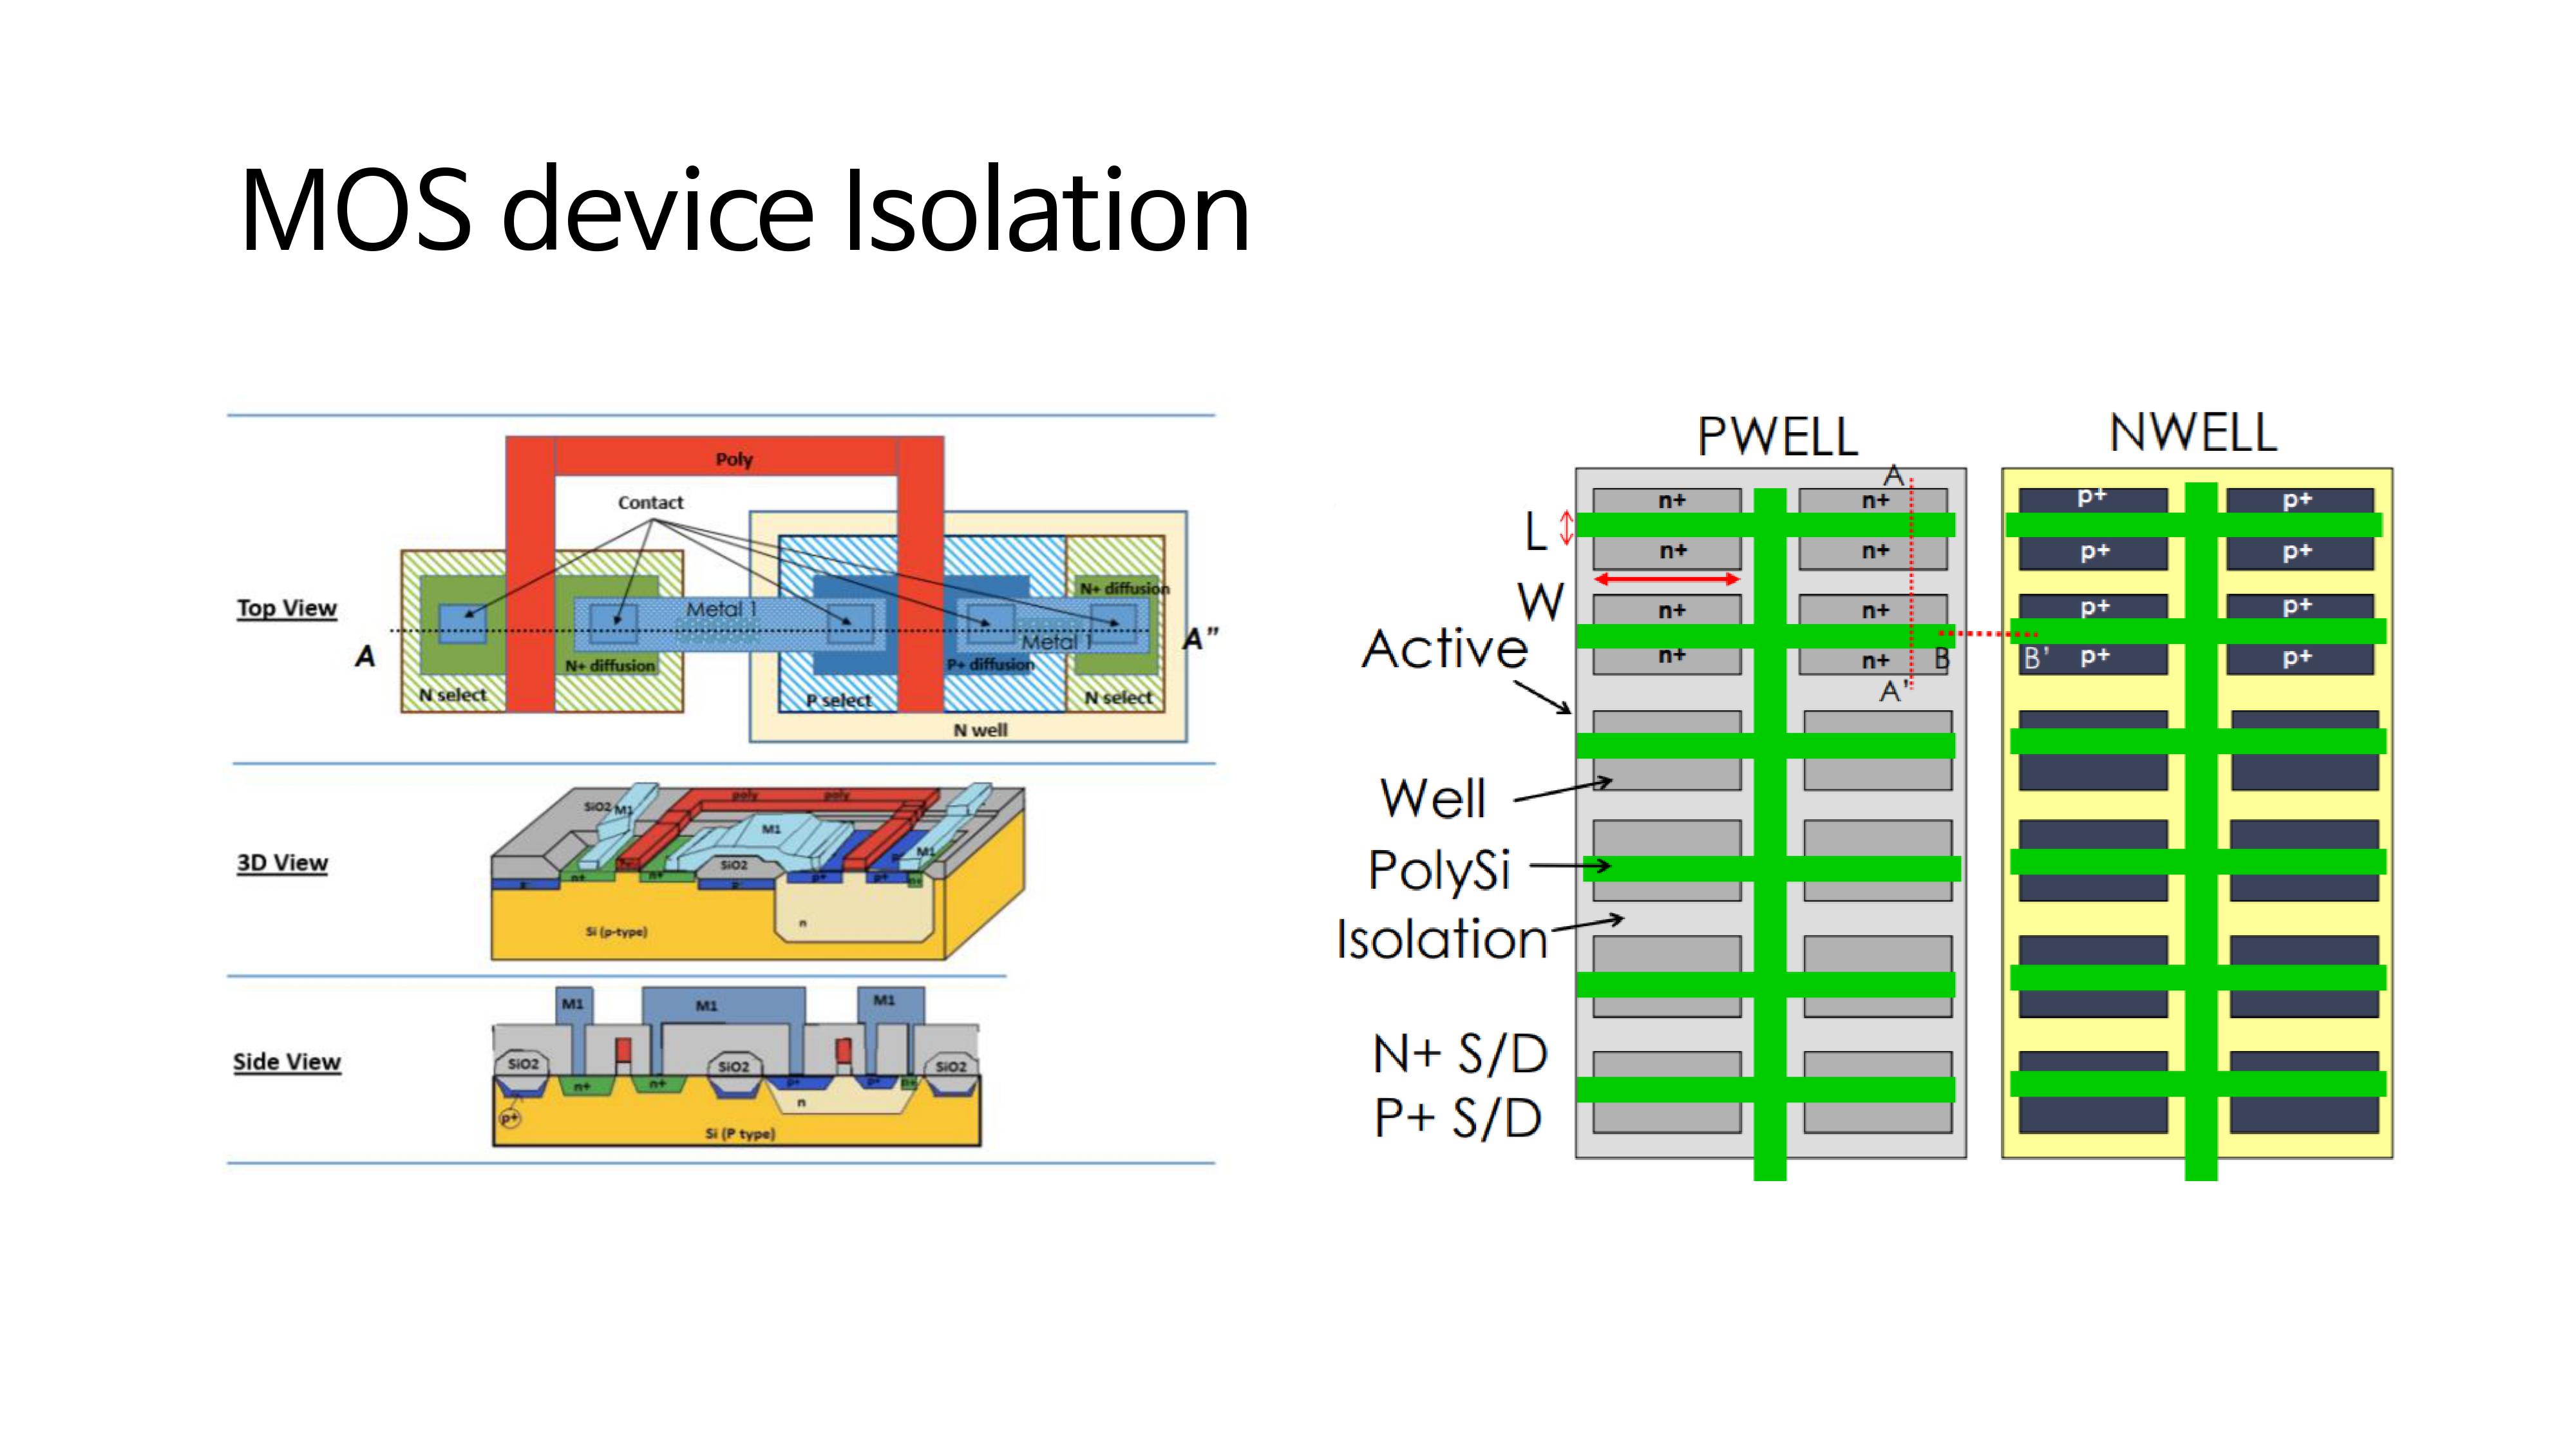 MOS device Isolation
Poly
Contact
Top View
A
A”
N+ diffusion
Metal 1
Metal 1
N+ diffusion
P+ diffusion
N select
P select
N select
N well
3D View
SiO2
M1
poly
poly
M1
M1
SiO2
n+
n+
p+
p+
n+
n
Si (p-type)
Side View
M1
M1
M1
SiO2
SiO2
SiO2
n+
n+
p+
p+
n+
p+
n
Si (P type)
PWELL
NWELL
A
n+
n+
p+
p+
L
n+
n+
p+
p+
W
n+
n+
p+
p+
Active
n+
n+
B
B'
p+
p+
A'
Well
PolySi
Isolation
N+ S/D
P+ S/D